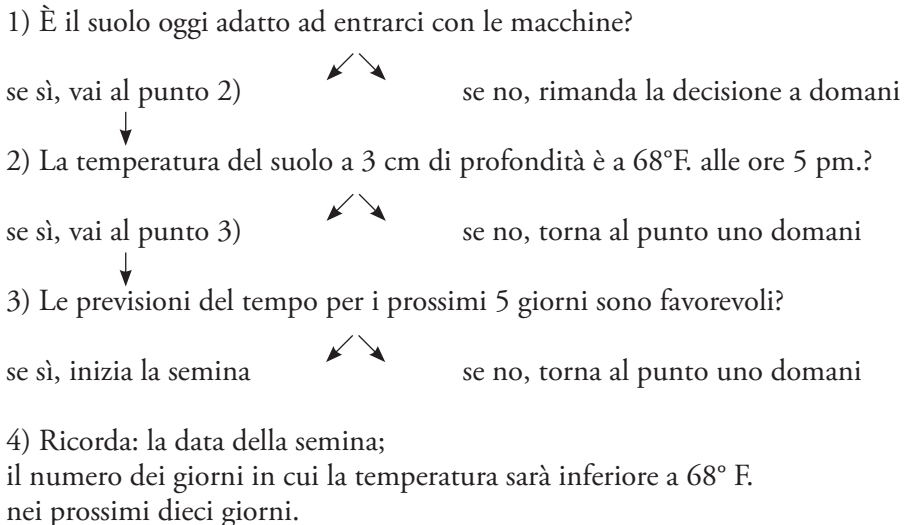 1) È il suolo oggi adatto ad entrarci con le macchine?
se sì, vai al punto 2) se no, rimanda la decisione a domani
2) La temperatura del suolo a 3 cm di profondità è a 68°F. alle ore 5 pm.?
se sì, vai al punto 3) se no, torna al punto uno domani
3) Le previsioni del tempo per i prossimi 5 giorni sono favorevoli?
se sì, inizia la semina se no, torna al punto uno domani
4) Ricorda: la data della semina;
il numero dei giorni in cui la temperatura sarà inferiore a 68° F.
nei prossimi dieci giorni.